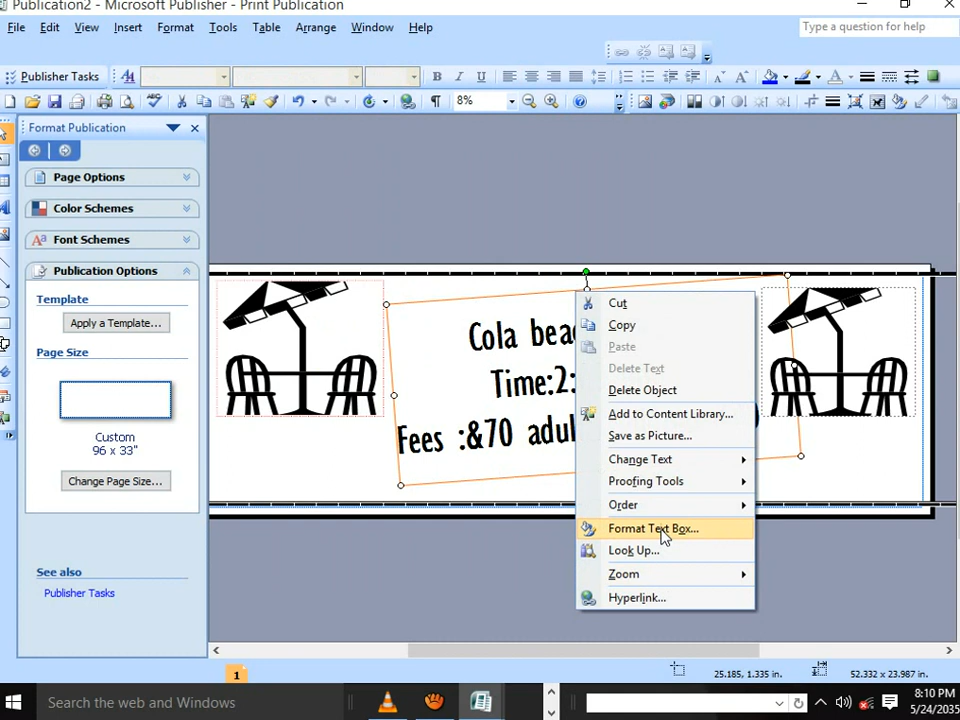 Publication2 - Microsoft Publisher - Print Publication
File Edit View Insert Format Tools Table Arrange Window Help
Type a question for help
Publisher Tasks
8%
Format Publication
Page Options
Color Schemes
Font Schemes
Publication Options
Template
Apply a Template...
Page Size
Custom
96 x 33
Change Page Size...
See also
Publisher Tasks
Cola
Time:2:
Fees :&70
Cut
Copy
Paste
Delete Text
Delete Object
Add to Content Library...
Save as Picture...
Change Text
Proofing Tools
Order
Format Text Box...
Look Up...
Zoom
Hyperlink...
1
25.185, 1.335 in.
52.332 x 23.987 in.
Search the web and Windows
8:10 PM
5/24/2035